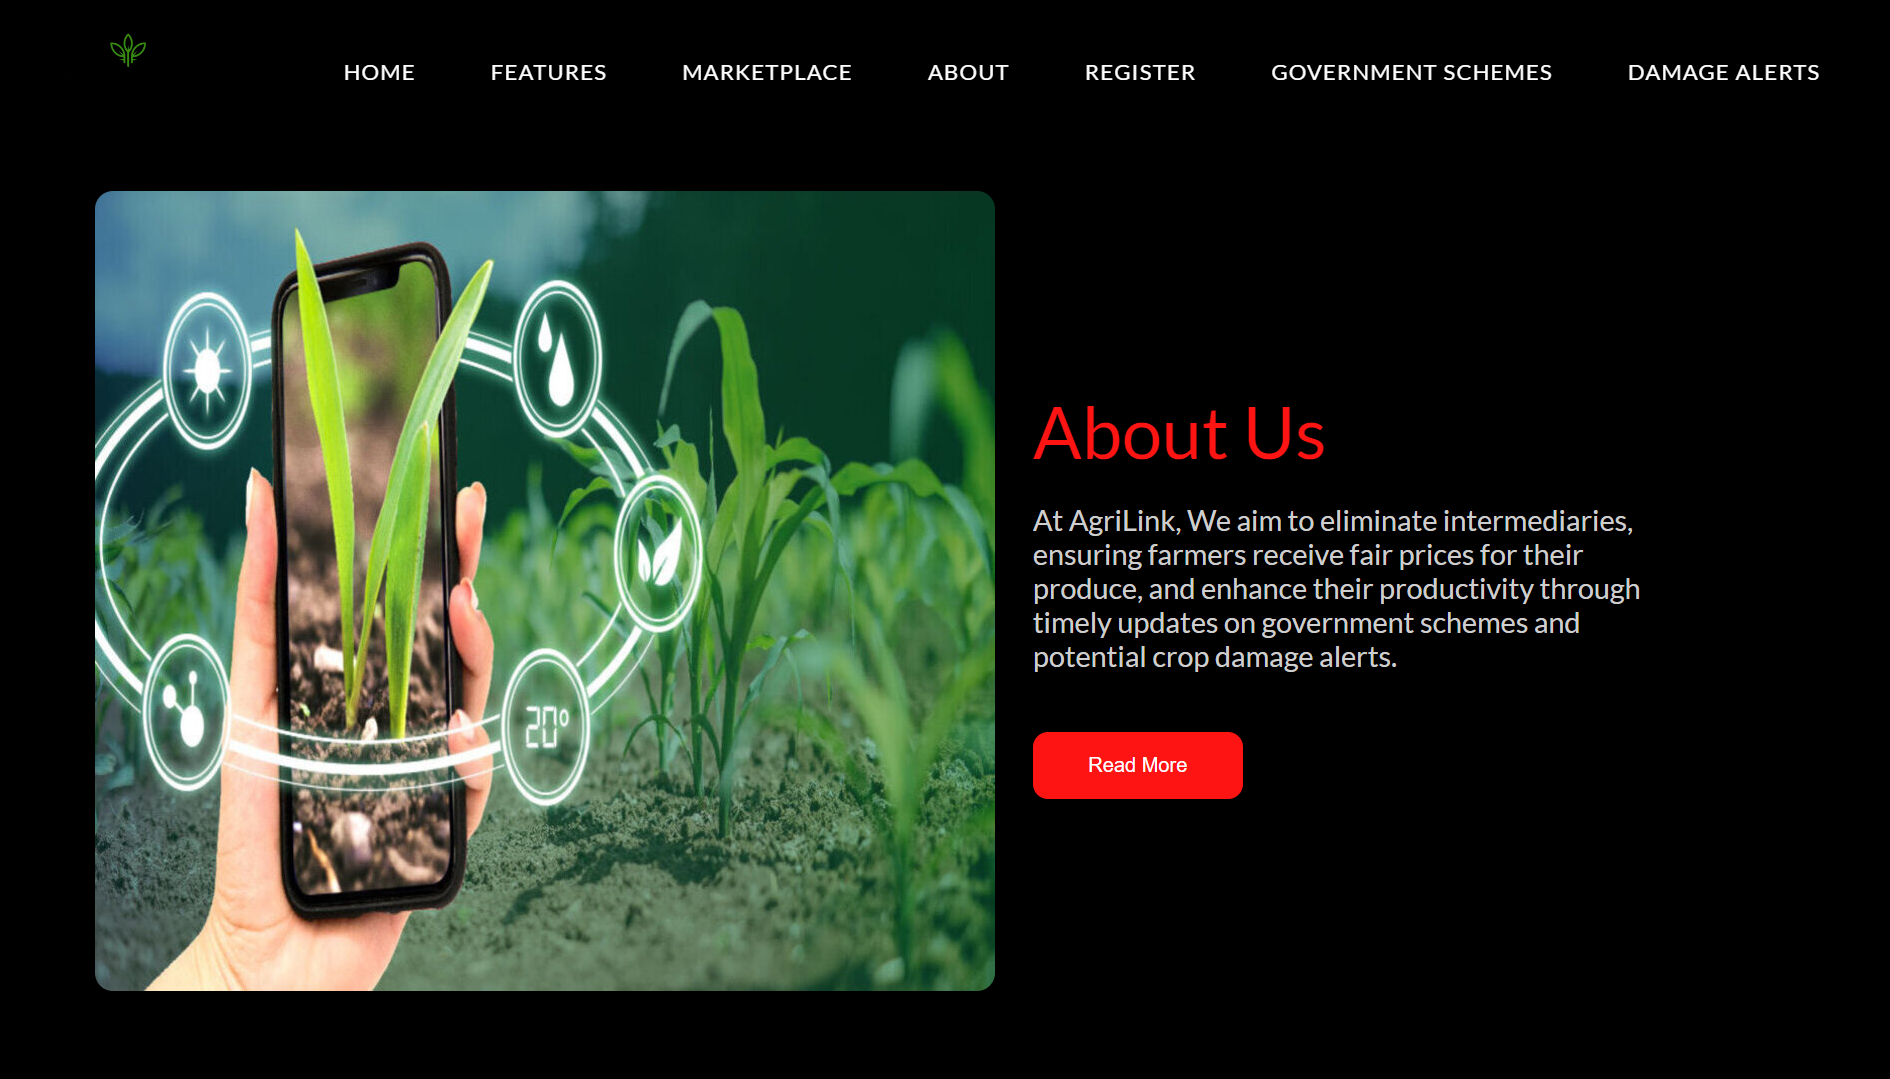 HOME FEATURES MARKETPLACE ABOUT REGISTER GOVERNMENT SCHEMES DAMAGE ALERTS
20°
About Us
At AgriLink, We aim to eliminate intermediaries,
ensuring farmers receive fair prices for their
produce, and enhance their productivity through
timely updates on government schemes and
potential crop damage alerts.
Read More